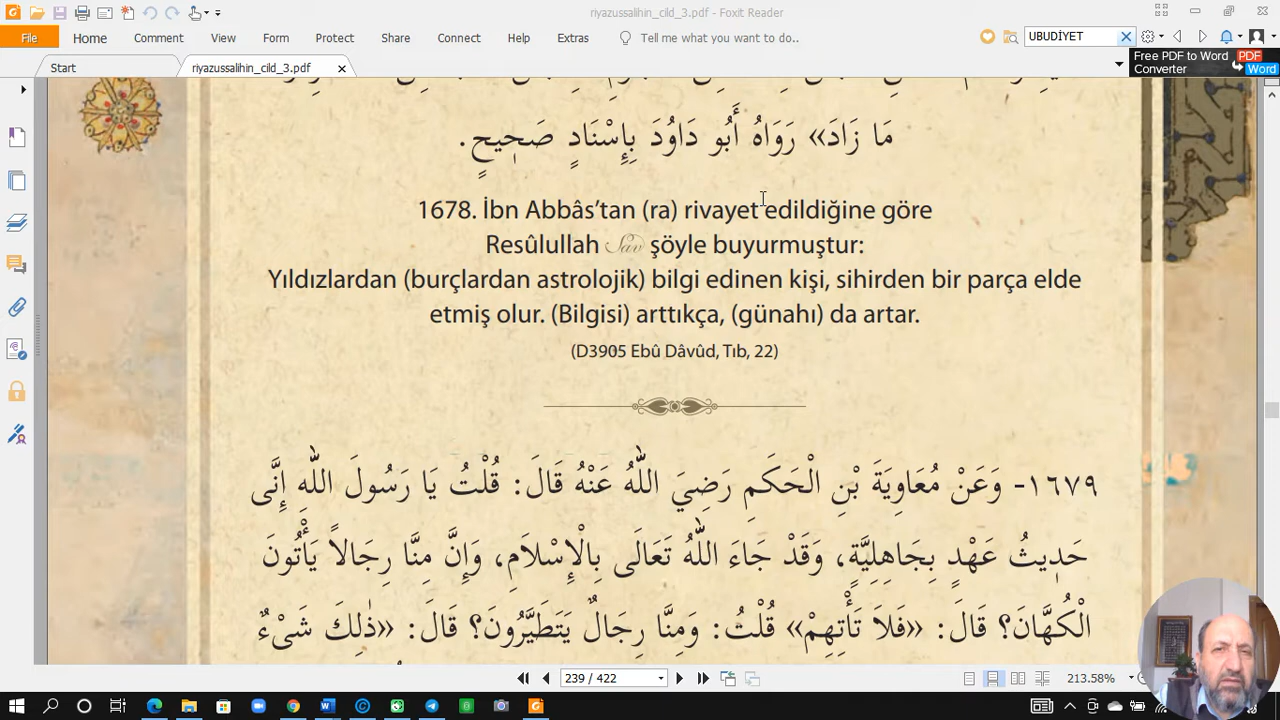 riyazussalihin_cild_3.pdf - Foxit Reader
File Home Comment View Form Protect Share Connect Help Extras Tell me what you want to do.. UBUDİYET
Start riyazussalihin_cild_3.pdf
Free PDF to Word Converter PDF Word
مَا زَادَ» رَوَاهُ أَبُو دَاوُدَ بِإِسْنَادٍ صَحِيحٍ.
1678. İbn Abbâs’tan (ra) rivayet edildiğine göre
Resûlullah Sav şöyle buyurmuştur:
Yıldızlardan (burçlardan astrolojik) bilgi edinen kişi, sihirden bir parça elde
etmiş olur. (Bilgisi) arttıkça, (günahı) da artar.
(D3905 Ebû Dâvûd, Tıb, 22)
١٦٧٩- وَعَنْ مُعَاوِيَةَ بْنِ الْحَكَمِ رَضِيَ اللّٰهُ عَنْهُ قَالَ: قُلْتُ يَا رَسُولَ اللّٰهِ إِنَّى
حَدِيثُ عَهْدٍ بِجَاهِلِيَّةٍ، وَقَدْ جَاءَ اللّٰهُ تَعَالَى بِالْإِسْلَامِ، وَإِنَّ مِنَّا رِجَالاً يَأْتُونَ
الْكُهَّانَ؟ قَالَ: «فَلاَ تَأْتِهِمْ» قُلْتُ: وَمِنَّا رِجَالٌ يَتَطَيَّرُونَ؟ قَالَ: «ذٰلِكَ شَىْءٌ
239 / 422 213.58%